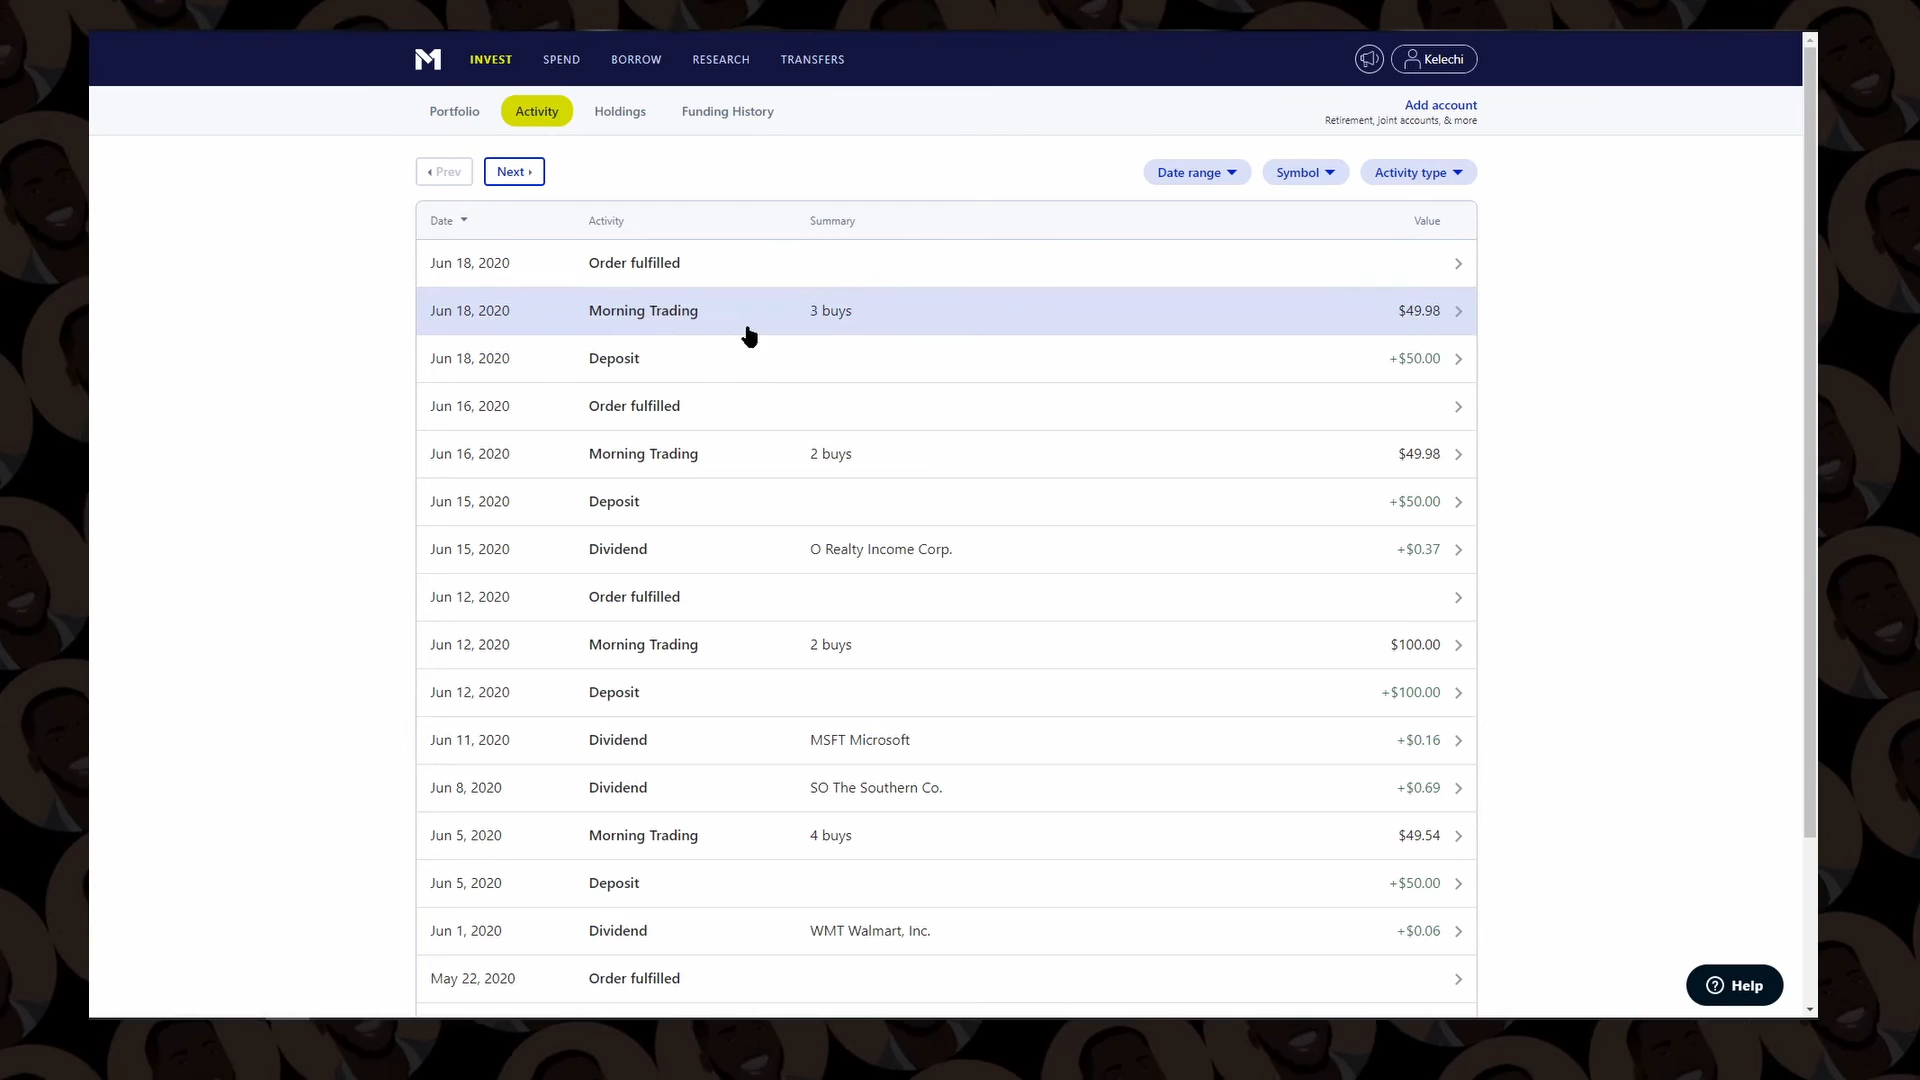 INVEST SPEND BORROW RESEARCH TRANSFERS Kelechi
Portfolio Activity Holdings Funding History Add account
Retirement, joint accounts, & more
Prev Next Date range Symbol Activity type
Date Activity Summary Value
Jun 18, 2020 Order fulfilled
Jun 18, 2020 Morning Trading 3 buys $49.98
Jun 18, 2020 Deposit +$50.00
Jun 16, 2020 Order fulfilled
Jun 16, 2020 Morning Trading 2 buys $49.98
Jun 15, 2020 Deposit +$50.00
Jun 15, 2020 Dividend O Realty Income Corp. +$0.37
Jun 12, 2020 Order fulfilled
Jun 12, 2020 Morning Trading 2 buys $100.00
Jun 12, 2020 Deposit +$100.00
Jun 11, 2020 Dividend MSFT Microsoft +$0.16
Jun 8, 2020 Dividend SO The Southern Co. +$0.69
Jun 5, 2020 Morning Trading 4 buys $49.54
Jun 5, 2020 Deposit +$50.00
Jun 1, 2020 Dividend WMT Walmart, Inc. +$0.06
May 22, 2020 Order fulfilled
Help